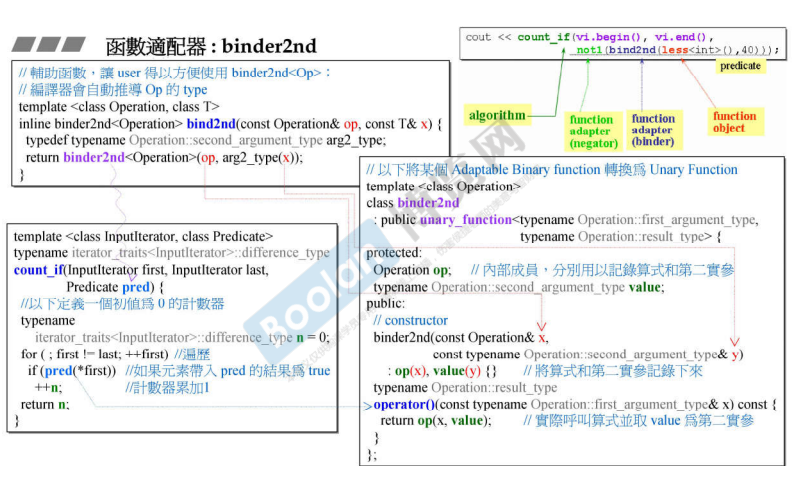 函數適配器 : binder2nd
cout << count_if(vi.begin(), vi.end(),
not1(bind2nd(less<int>(),40)));
predicate
algorithm
function
adapter
(negator)
function
adapter
(binder)
function
object
// 輔助函數，讓 user 得以方便使用 binder2nd<Op>：
// 編譯器會自動推導 Op 的 type
template <class Operation, class T>
inline binder2nd<Operation> bind2nd(const Operation& op, const T& x) {
typedef typename Operation::second_argument_type arg2_type;
return binder2nd<Operation>(op, arg2_type(x));
}
template <class InputIterator, class Predicate>
typename iterator_traits<InputIterator>::difference_type
count_if(InputIterator first, InputIterator last,
Predicate pred) {
//以下定義一個初值爲 0 的計數器
typename
iterator_traits<InputIterator>::difference_type n = 0;
for ( ; first != last; ++first) //遍歷
if (pred(*first)) //如果元素帶入 pred 的結果爲 true
++n; //計數器累加1
return n;
}
// 以下將某個 Adaptable Binary function 轉換爲 Unary Function
template <class Operation>
class binder2nd
: public unary_function<typename Operation::first_argument_type,
typename Operation::result_type> {
protected:
Operation op; // 內部成員，分別用以記錄算式和第二實參
typename Operation::second_argument_type value;
public:
// constructor
binder2nd(const Operation& x,
const typename Operation::second_argument_type& y)
: op(x), value(y) {} // 將算式和第二實參記錄下來
typename Operation::result_type
operator()(const typename Operation::first_argument_type& x) const {
return op(x, value); // 實際呼叫算式並取 value 爲第二實參
}
};
Boolan 博覽网